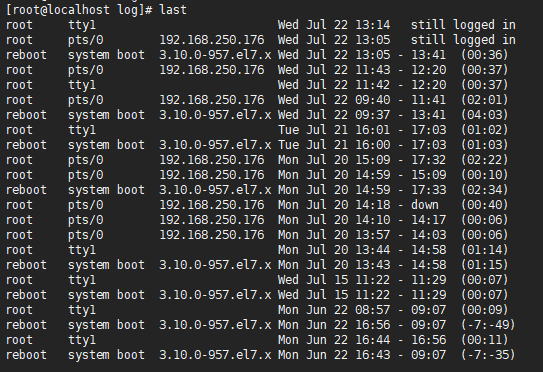 [root@localhost log]# last
root     tty1                          Wed Jul 22 13:14   still logged in
root     pts/0        192.168.250.176  Wed Jul 22 13:05   still logged in
reboot   system boot  3.10.0-957.el7.x Wed Jul 22 13:05 - 13:41  (00:36)
root     pts/0        192.168.250.176  Wed Jul 22 11:43 - 12:20  (00:37)
root     tty1                          Wed Jul 22 11:42 - 12:20  (00:37)
root     pts/0        192.168.250.176  Wed Jul 22 09:40 - 11:41  (02:01)
reboot   system boot  3.10.0-957.el7.x Wed Jul 22 09:37 - 13:41  (04:03)
root     tty1                          Tue Jul 21 16:01 - 17:03  (01:02)
reboot   system boot  3.10.0-957.el7.x Tue Jul 21 16:00 - 17:03  (01:03)
root     pts/0        192.168.250.176  Mon Jul 20 15:09 - 17:32  (02:22)
root     pts/0        192.168.250.176  Mon Jul 20 14:59 - 15:09  (00:10)
reboot   system boot  3.10.0-957.el7.x Mon Jul 20 14:59 - 17:33  (02:34)
root     pts/0        192.168.250.176  Mon Jul 20 14:18 - down   (00:40)
root     pts/0        192.168.250.176  Mon Jul 20 14:10 - 14:17  (00:06)
root     pts/0        192.168.250.176  Mon Jul 20 13:57 - 14:03  (00:06)
root     tty1                          Mon Jul 20 13:44 - 14:58  (01:14)
reboot   system boot  3.10.0-957.el7.x Mon Jul 20 13:43 - 14:58  (01:15)
root     tty1                          Wed Jul 15 11:22 - 11:29  (00:07)
reboot   system boot  3.10.0-957.el7.x Wed Jul 15 11:22 - 11:29  (00:07)
root     tty1                          Mon Jun 22 08:57 - 09:07  (00:09)
reboot   system boot  3.10.0-957.el7.x Mon Jun 22 16:56 - 09:07  (-7:-49)
root     tty1                          Mon Jun 22 16:44 - 16:56  (00:11)
reboot   system boot  3.10.0-957.el7.x Mon Jun 22 16:43 - 09:07  (-7:-35)